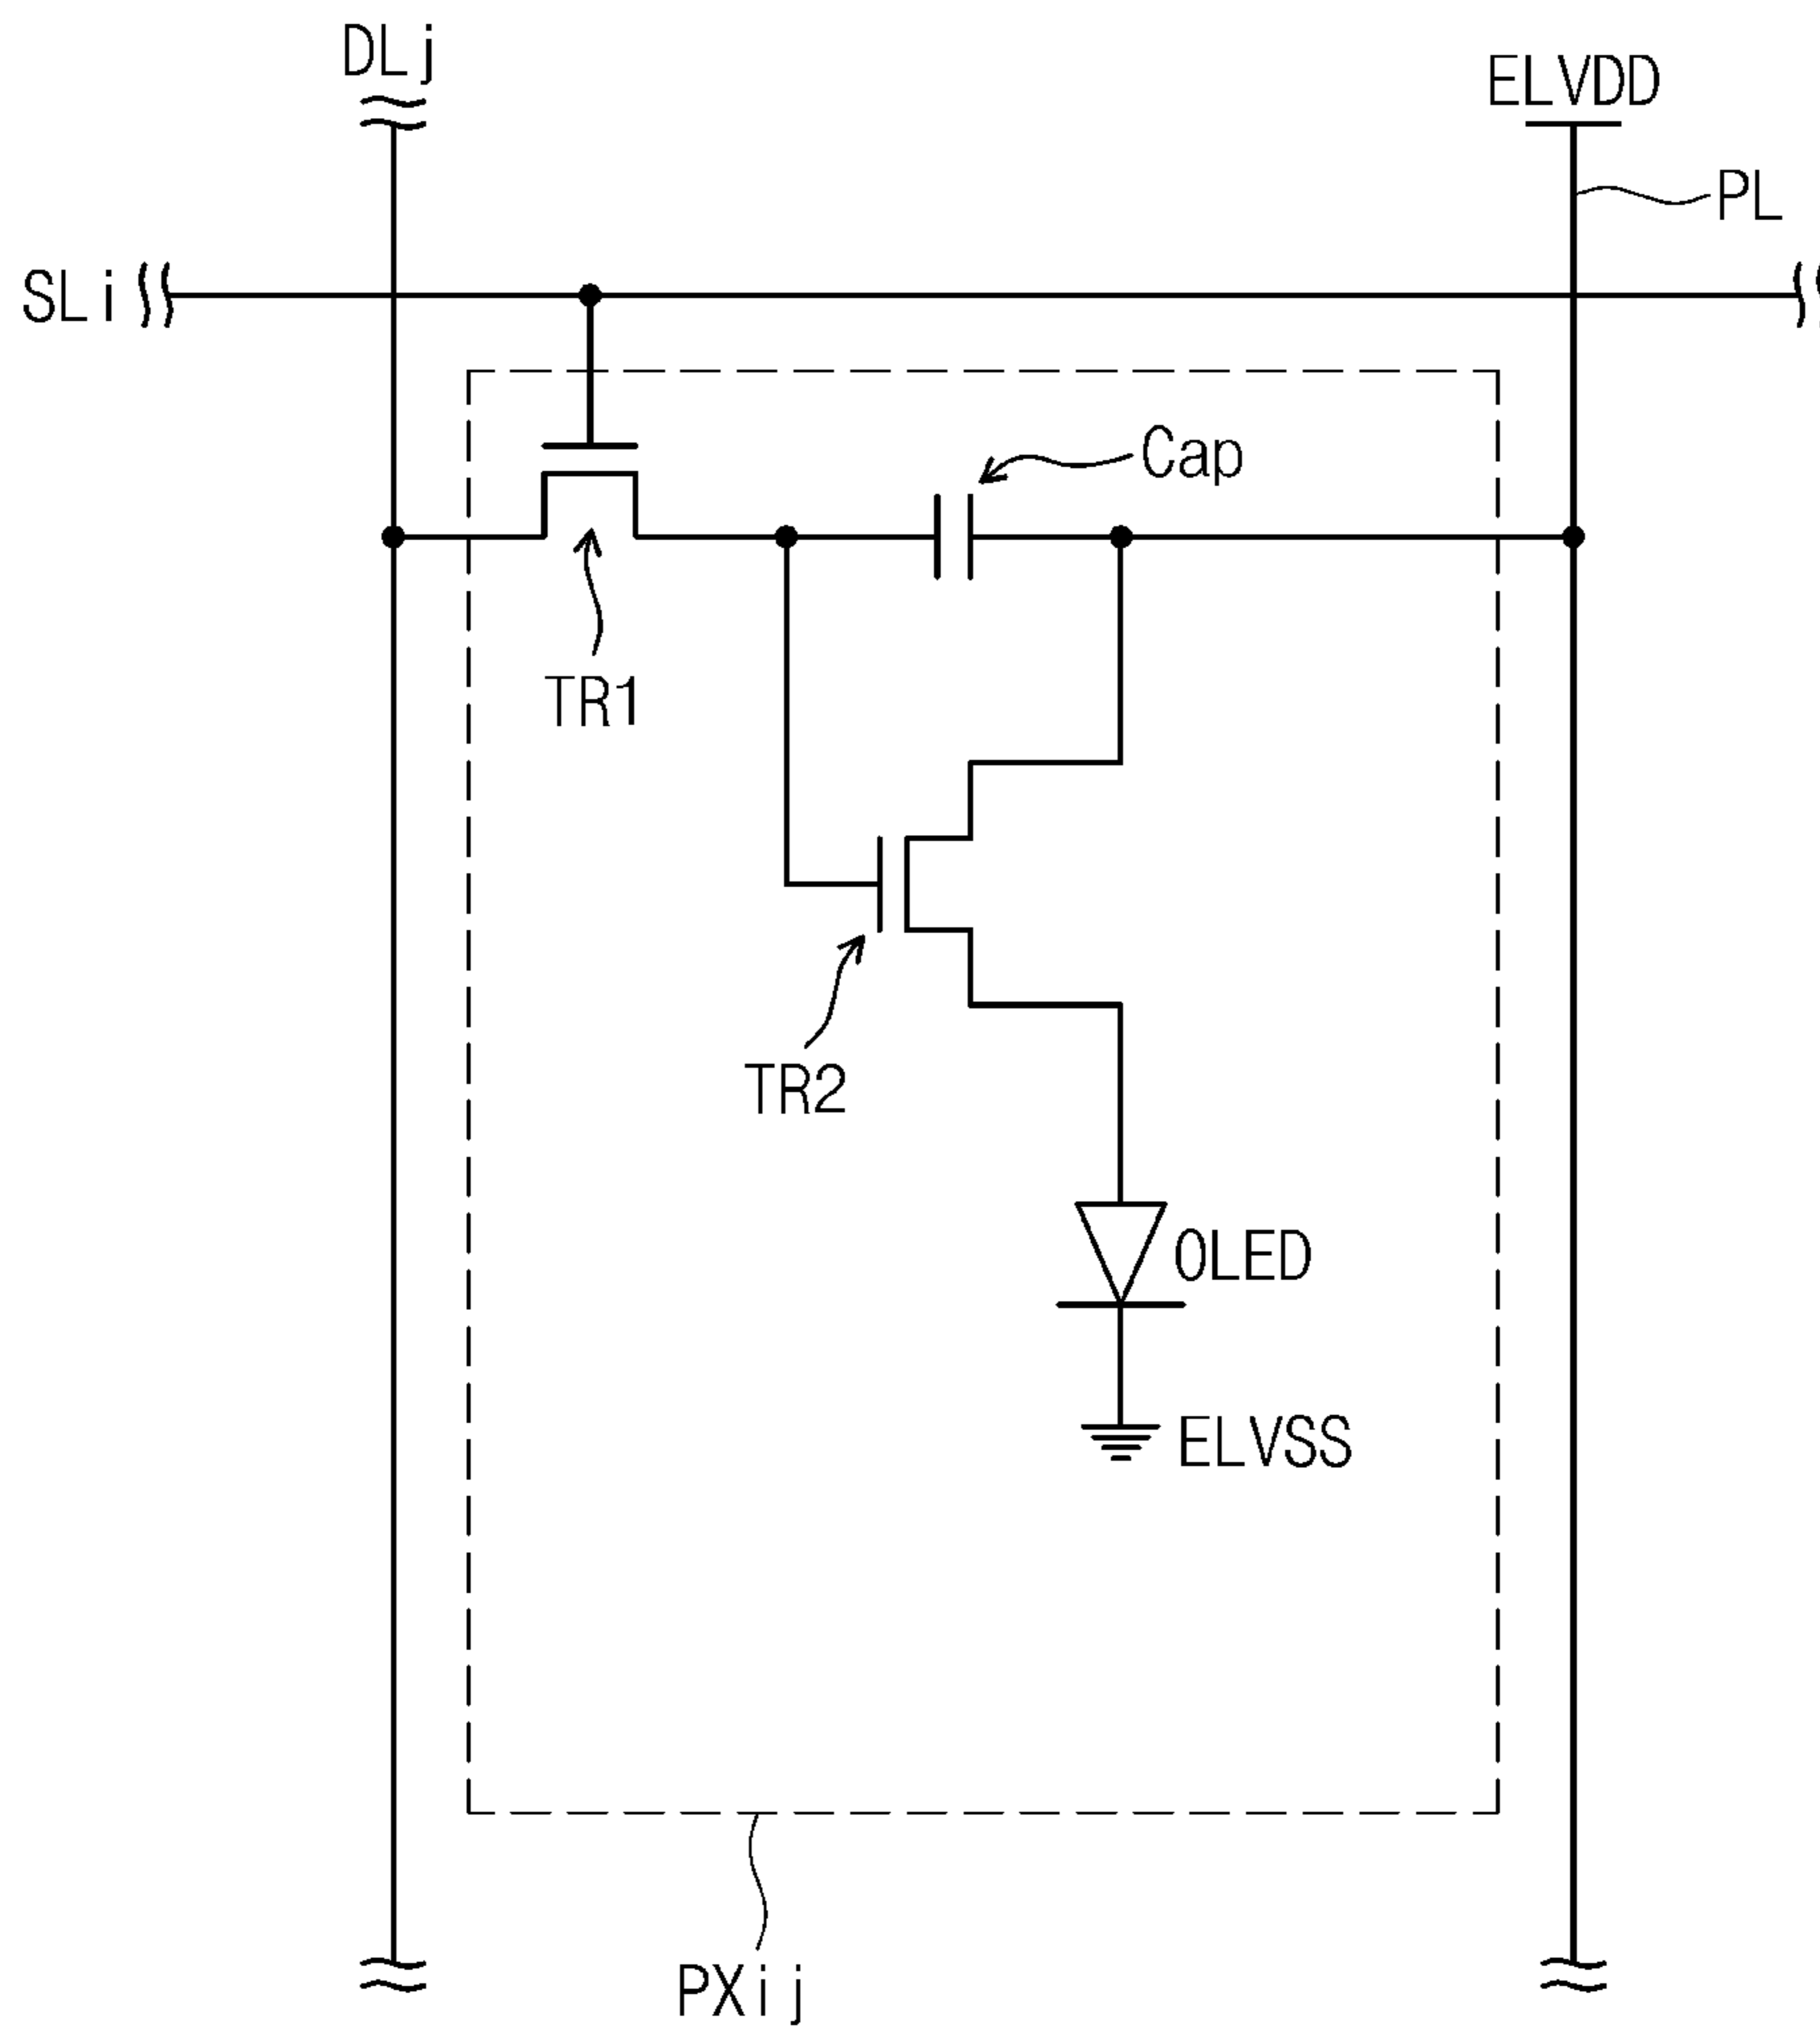 DLj
ELVDD
PL
SLi
Cap
TR1
TR2
OLED
ELVSS
PXij